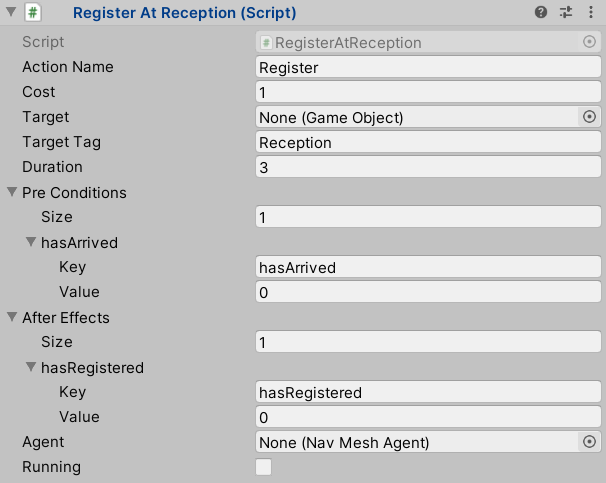 Register At Reception (Script)
Script RegisterAtReception
Action Name Register
Cost 1
Target None (Game Object)
Target Tag Reception
Duration 3
Pre Conditions
Size 1
hasArrived
Key hasArrived
Value 0
After Effects
Size 1
hasRegistered
Key hasRegistered
Value 0
Agent None (Nav Mesh Agent)
Running